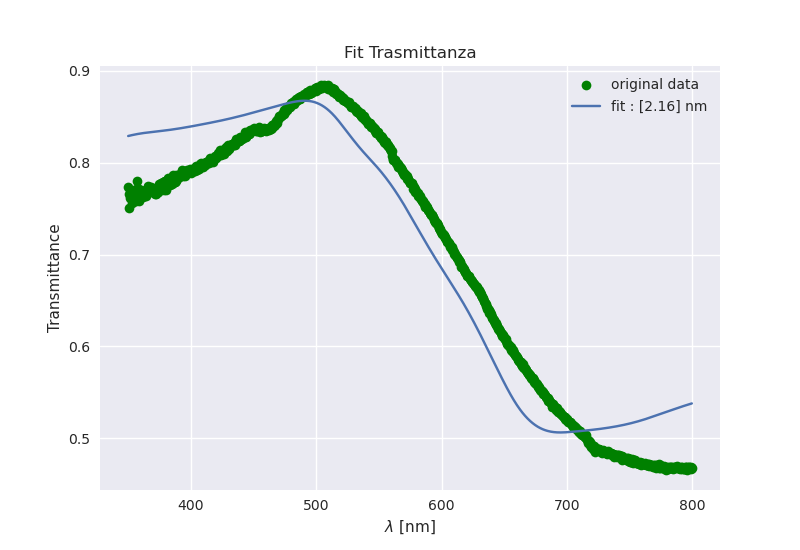 Fit Trasmittanza
original data
fit : [2.16] nm
Transmittance
0.9
0.8
0.7
0.6
0.5
400 500 600 700 800
λ [nm]